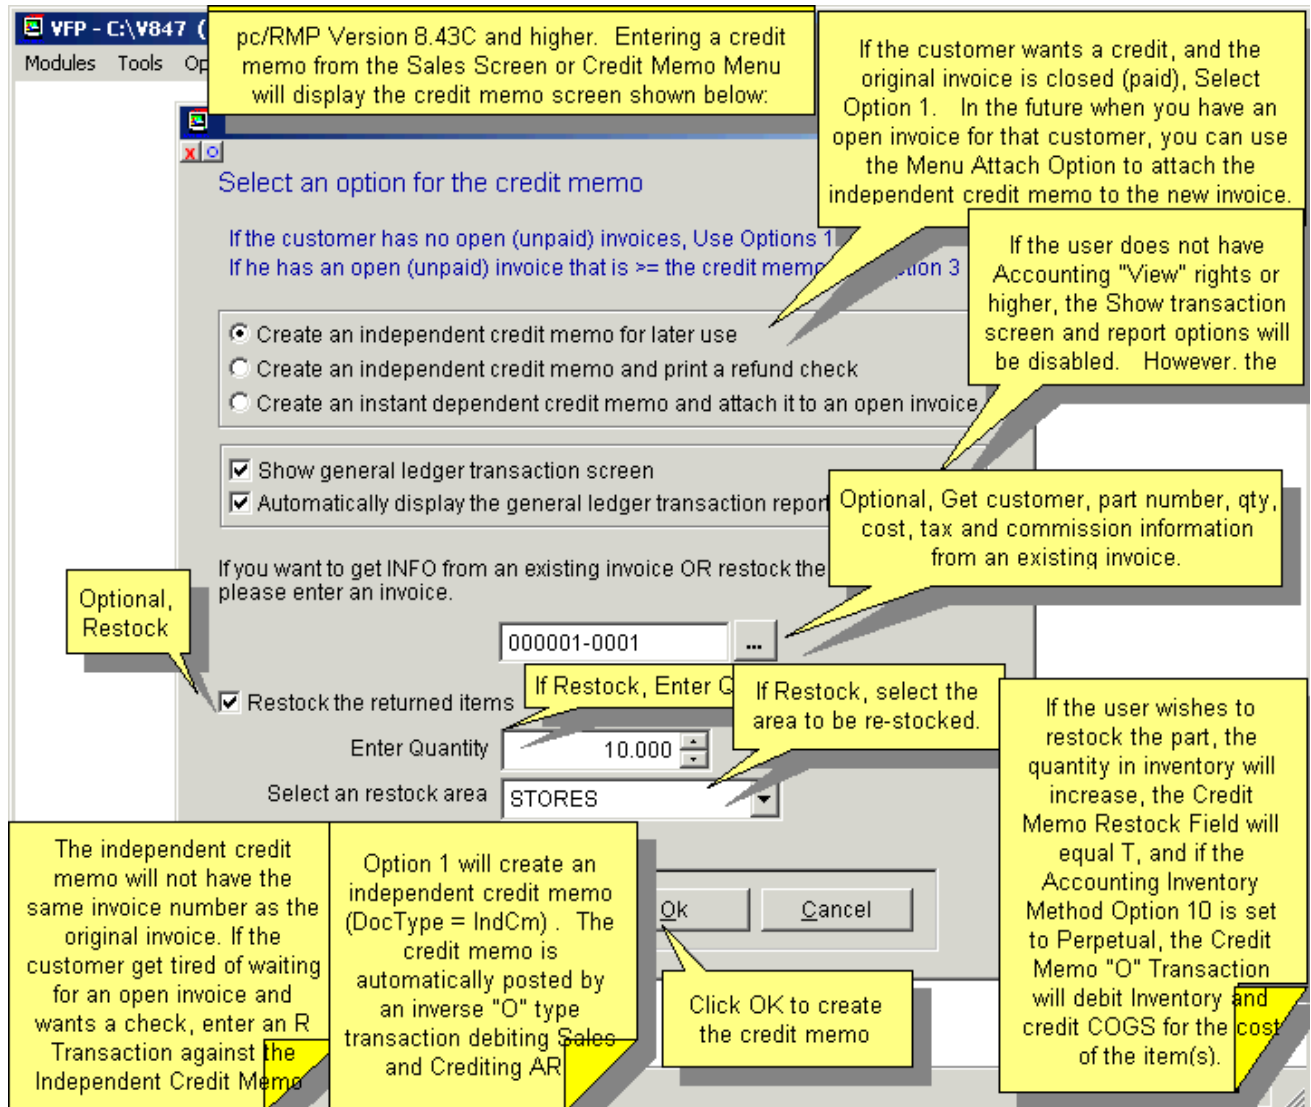 VFP - C:\V847 (
Modules Tools Op
pc/RMP Version 8.43C and higher. Entering a credit
memo from the Sales Screen or Credit Memo Menu
will display the credit memo screen shown below:
If the customer wants a credit, and the
original invoice is closed (paid), Select
Option 1. In the future when you have an
open invoice for that customer, you can use
the Menu Attach Option to attach the
independent credit memo to the new invoice.
Select an option for the credit memo
If the customer has no open (unpaid) invoices, Use Options 1
If he has an open (unpaid) invoice that is >= the credit memo ption 3
If the user does not have
Accounting "View" rights or
higher, the Show transaction
screen and report options will
be disabled. However, the
Create an independent credit memo for later use
Create an independent credit memo and print a refund check
Create an instant dependent credit memo and attach it to an open invoice
Show general ledger transaction screen
Automatically display the general ledger transaction report
Optional, Get customer, part number, qty,
cost, tax and commission information
from an existing invoice.
If you want to get INFO from an existing invoice OR restock the
please enter an invoice.
Optional,
Restock
000001-0001 ...
Restock the returned items
If Restock, Enter Q
If Restock, select the
area to be re-stocked.
Enter Quantity 10.000
Select an restock area STORES
If the user wishes to
restock the part, the
quantity in inventory will
increase, the Credit
Memo Restock Field will
equal T, and if the
Accounting Inventory
Method Option 10 is set
to Perpetual, the Credit
Memo "O" Transaction
will debit Inventory and
credit COGS for the cost
of the item(s).
The independent credit
memo will not have the
same invoice number as the
original invoice. If the
customer get tired of waiting
for an open invoice and
wants a check, enter an R
Transaction against the
Independent Credit Memo
Option 1 will create an
independent credit memo
(DocType = IndCm) . The
credit memo is
automatically posted by
an inverse "O" type
transaction debiting Sales
and Crediting AR
Ok Cancel
Click OK to create
the credit memo